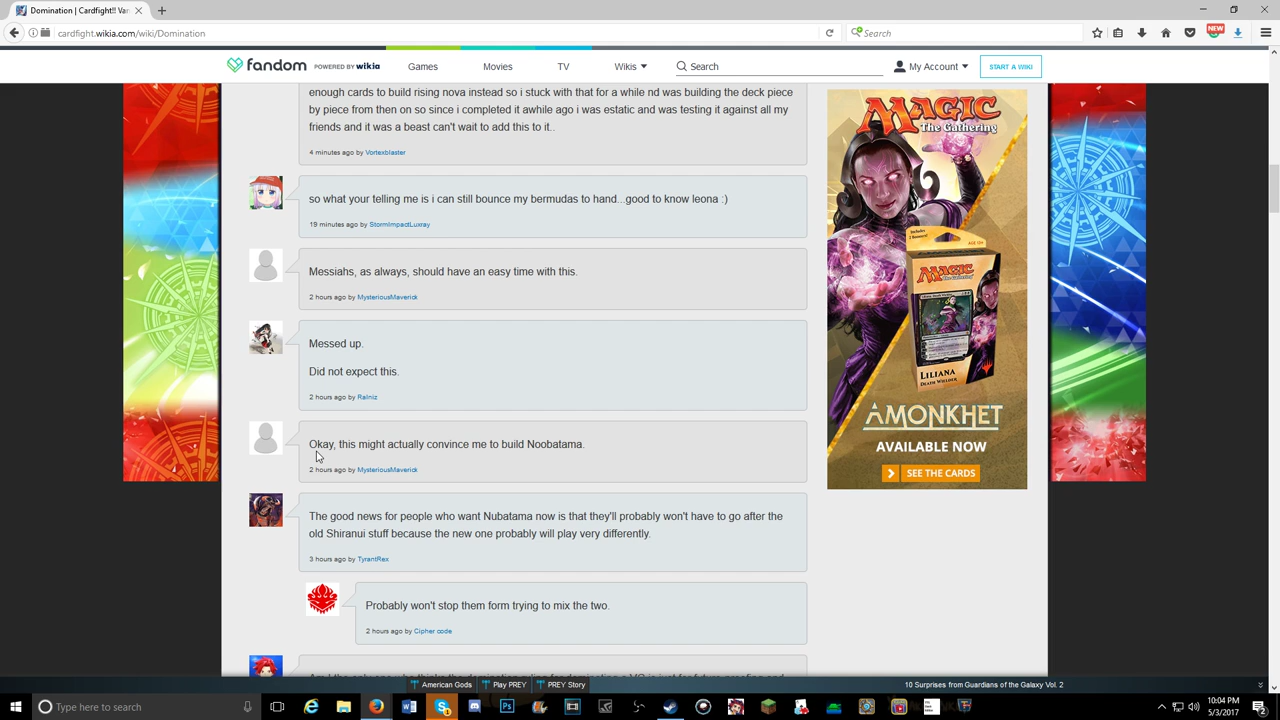 Domination | Cardfight!! Van
cardfight.wikia.com/wiki/Domination
Search
NEW
fandom POWERED BY wikia
Games
Movies
TV
Wikis
Search
My Account
START A WIKI
enough cards to build rising nova instead so i stuck with that for a while nd was building the deck piece
by piece from then on so since i completed it awhile ago i was estatic and was testing it against all my
friends and it was a beast can't wait to add this to it..
4 minutes ago by Vortexblaster
so what your telling me is i can still bounce my bermudas to hand...good to know leona :)
19 minutes ago by StormImpactLuxray
Messiahs, as always, should have an easy time with this.
2 hours ago by MysteriousMaverick
Messed up.
Did not expect this.
2 hours ago by Ralniz
Okay, this might actually convince me to build Noobatama.
2 hours ago by MysteriousMaverick
The good news for people who want Nubatama now is that they'll probably won't have to go after the
old Shiranui stuff because the new one probably will play very differently.
3 hours ago by TyrantRex
Probably won't stop them form trying to mix the two.
2 hours ago by Cipher code
MAGIC
The Gathering
MAGIC
LILIANA
DEATH WIELDER
AMONKHET
AVAILABLE NOW
SEE THE CARDS
American Gods
Play PREY
PREY Story
10 Surprises from Guardians of the Galaxy Vol. 2
Type here to search
10:04 PM
5/3/2017